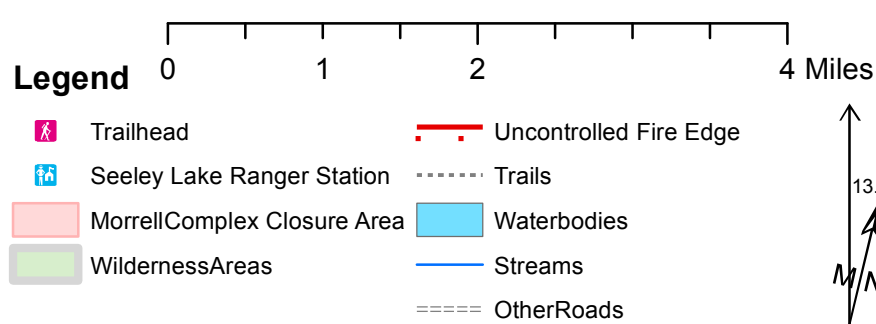 0 1 2 4 Miles
Legend
Trailhead
Seeley Lake Ranger Station
MorrellComplex Closure Area
WildernessAreas
Uncontrolled Fire Edge
Trails
Waterbodies
Streams
OtherRoads
13.
M N